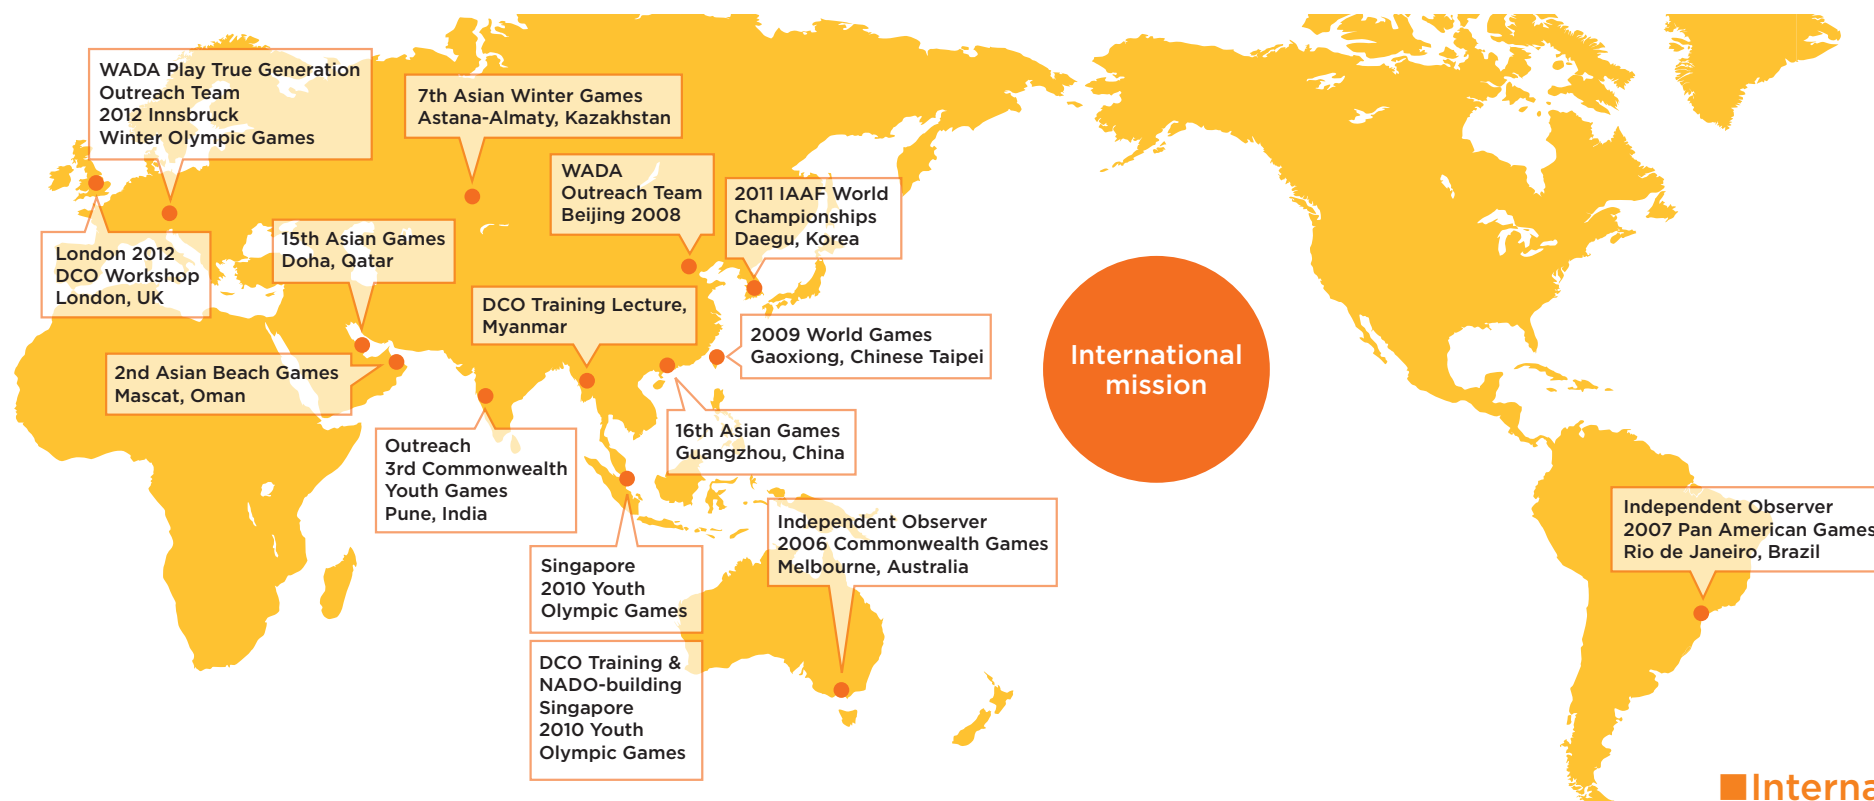 WADA Play True Generation
Outreach Team
2012 Innsbruck
Winter Olympic Games
7th Asian Winter Games
Astana-Almaty, Kazakhstan
WADA
Outreach Team
Beijing 2008
2011 IAAF World
Championships
Daegu, Korea
London 2012
DCO Workshop
London, UK
15th Asian Games
Doha, Qatar
DCO Training Lecture,
Myanmar
2009 World Games
Gaoxiong, Chinese Taipei
International
mission
2nd Asian Beach Games
Mascat, Oman
16th Asian Games
Guangzhou, China
Outreach
3rd Commonwealth
Youth Games
Pune, India
Independent Observer
2006 Commonwealth Games
Melbourne, Australia
Independent Observer
2007 Pan American Games
Rio de Janeiro, Brazil
Singapore
2010 Youth
Olympic Games
DCO Training &
NADO-building
Singapore
2010 Youth
Olympic Games
■Interna